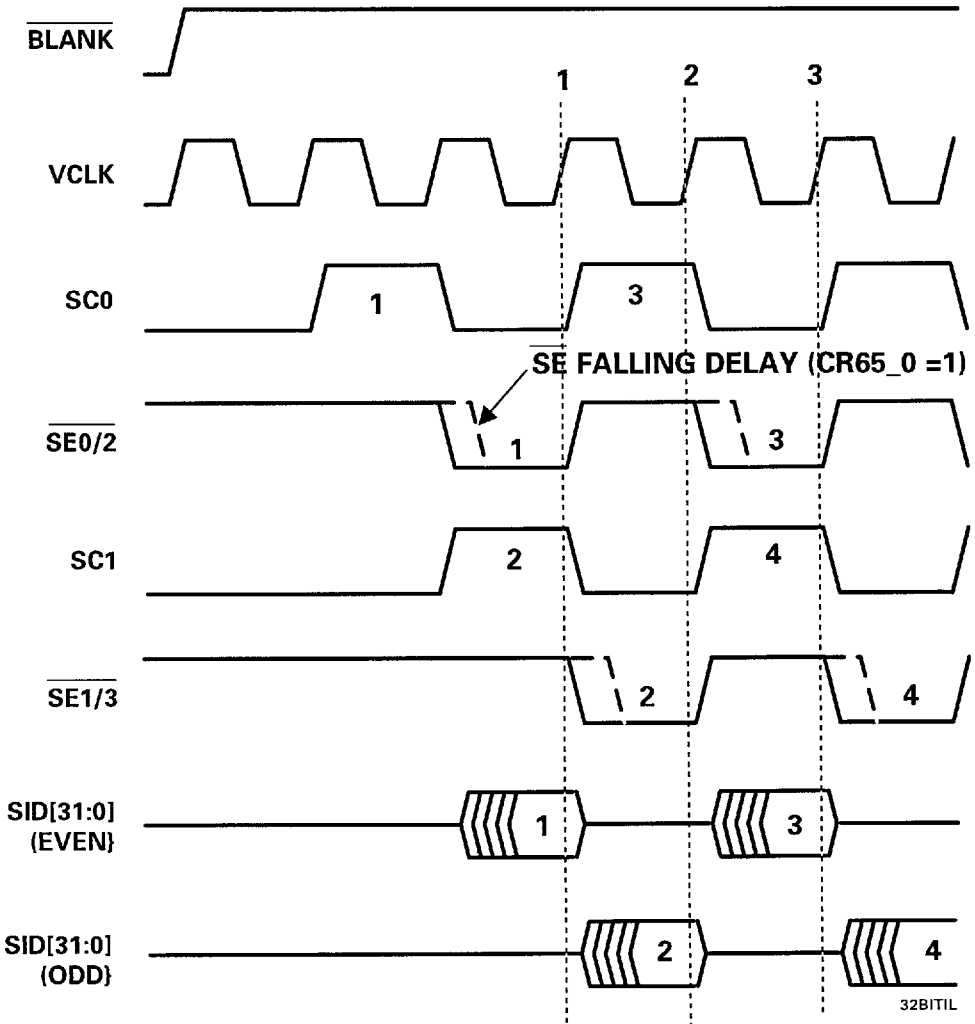 BLANK
1 2 3
VCLK
SC0 1 3
SE FALLING DELAY (CR65_0 =1)
SE0/2 1 3
SC1 2 4
SE1/3 2 4
SID[31:0]
(EVEN} 1 3
SID[31:0]
(ODD} 2 4
32BITIL